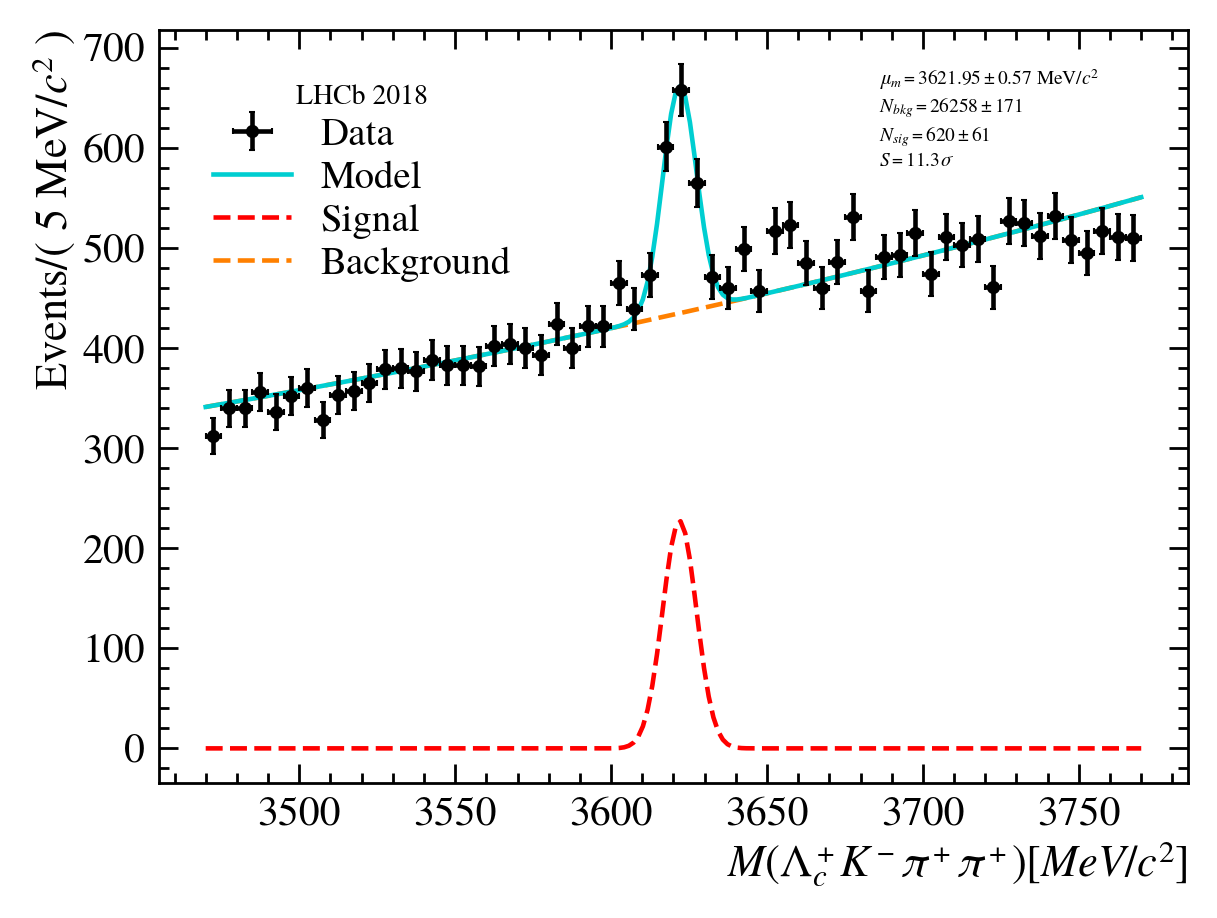 Events/( 5 MeV/c²)
700
600
500
400
300
200
100
0
LHCb 2018
Data
Model
Signal
Background
μₘ = 3621.95 ± 0.57 MeV/c²
N_bkg = 26258 ± 171
N_sig = 620 ± 61
S = 11.3σ
3500 3550 3600 3650 3700 3750
M(Λ_c⁺K⁻π⁺π⁺)[MeV/c²]